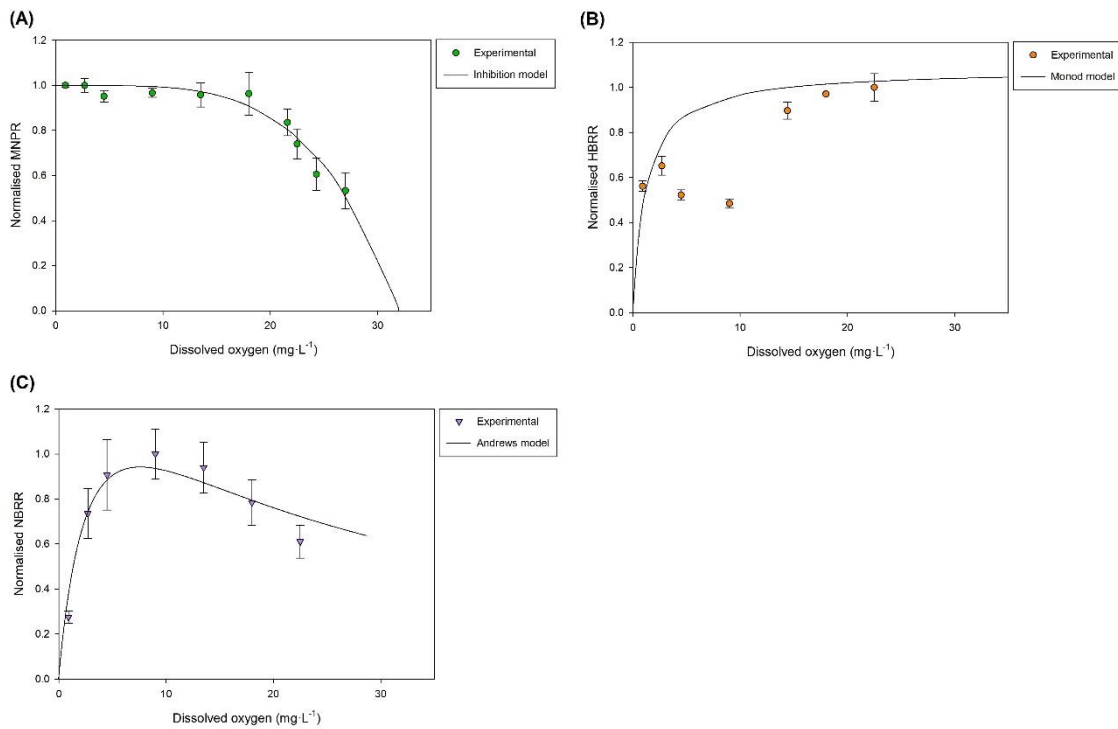 (A)
1.2
1.0
0.8
0.6
0.4
0.2
0.0
Normalised MNPR
0 10 20 30
Dissolved oxygen (mg·L⁻¹)
Experimental
Inhibition model
(B)
1.2
1.0
0.8
0.6
0.4
0.2
0.0
Normalised HBRR
0 10 20 30
Dissolved oxygen (mg·L⁻¹)
Experimental
Monod model
(C)
1.2
1.0
0.8
0.6
0.4
0.2
0.0
Normalised NBRR
0 10 20 30
Dissolved oxygen (mg·L⁻¹)
Experimental
Andrews model